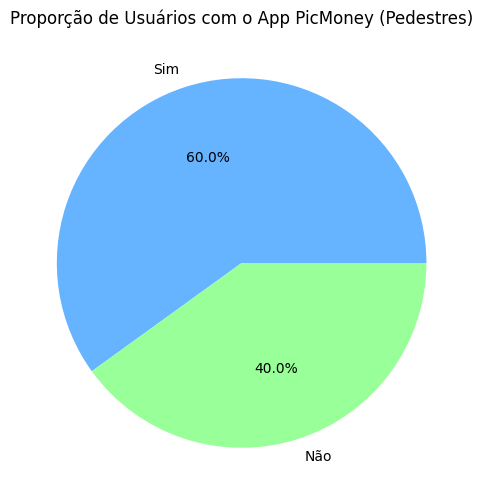 Proporção de Usuários com o App PicMoney (Pedestres)
Sim
60.0%
40.0%
Não